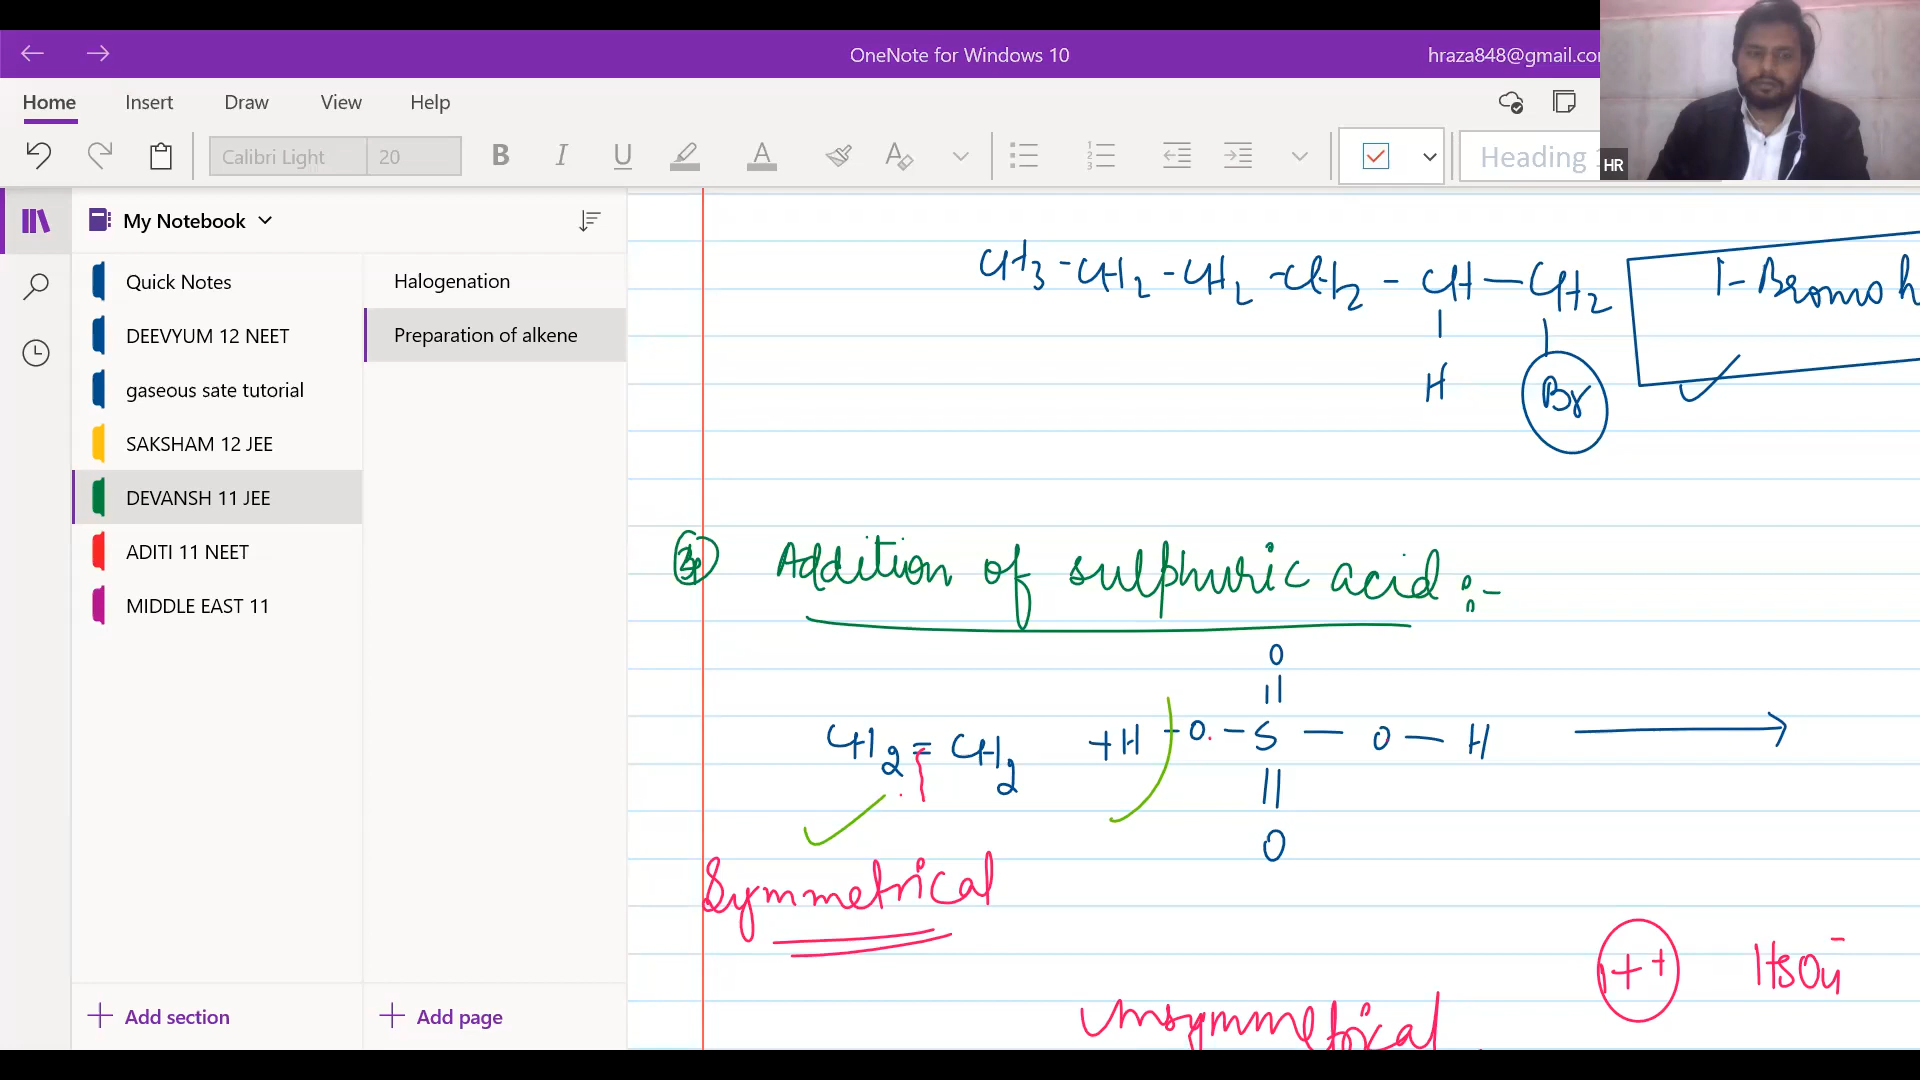 OneNote for Windows 10
hraza848@gmail.co
Home Insert Draw View Help
Calibri Light 20
B I U A
Heading
HR
My Notebook
Quick Notes
DEEVYUM 12 NEET
gaseous sate tutorial
SAKSHAM 12 JEE
DEVANSH 11 JEE
ADITI 11 NEET
MIDDLE EAST 11
Halogenation
Preparation of alkene
CH3 - CH2 - CH2 - CH2 - CH — CH2
1-Bromo h
H Br
Addition of sulphuric acid :-
O
CH2 = CH2 + H - O - S — O — H
O
Symmetrical
H+ HSO4-
Unsymmetrical
+ Add section + Add page